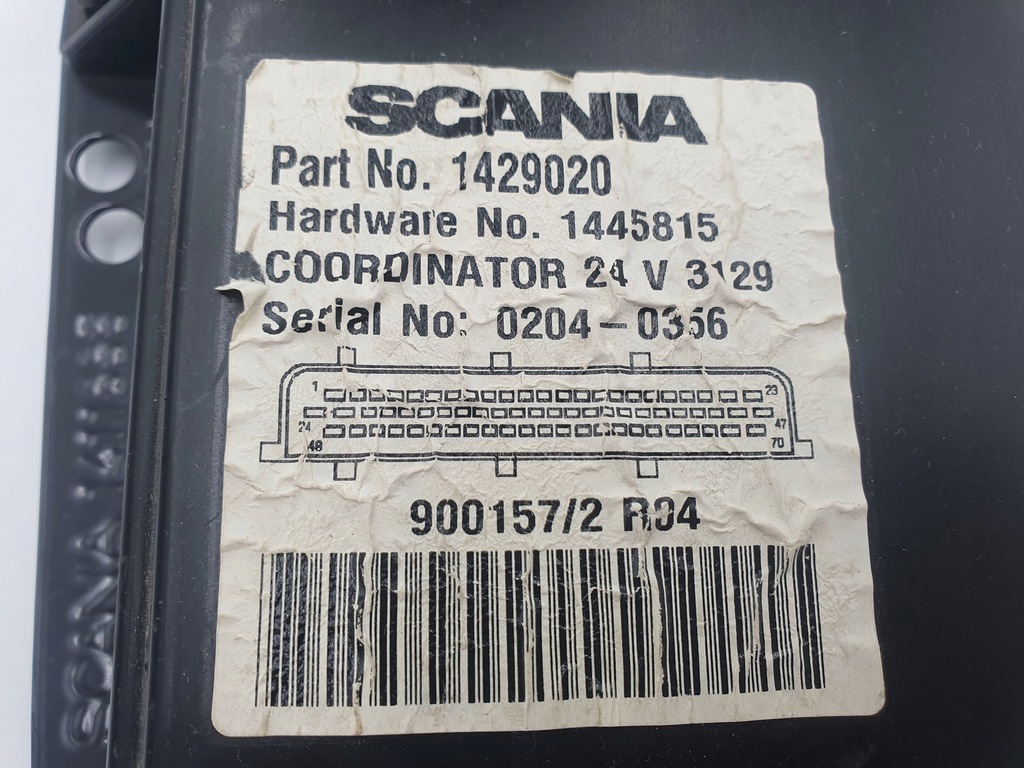 SCANIA
Part No. 1429020
Hardware No. 1445815
COORDINATOR 24 V 3129
Serial No: 0204-0356
1 23
24 47
48 70
900157/2 R04
SCANIA